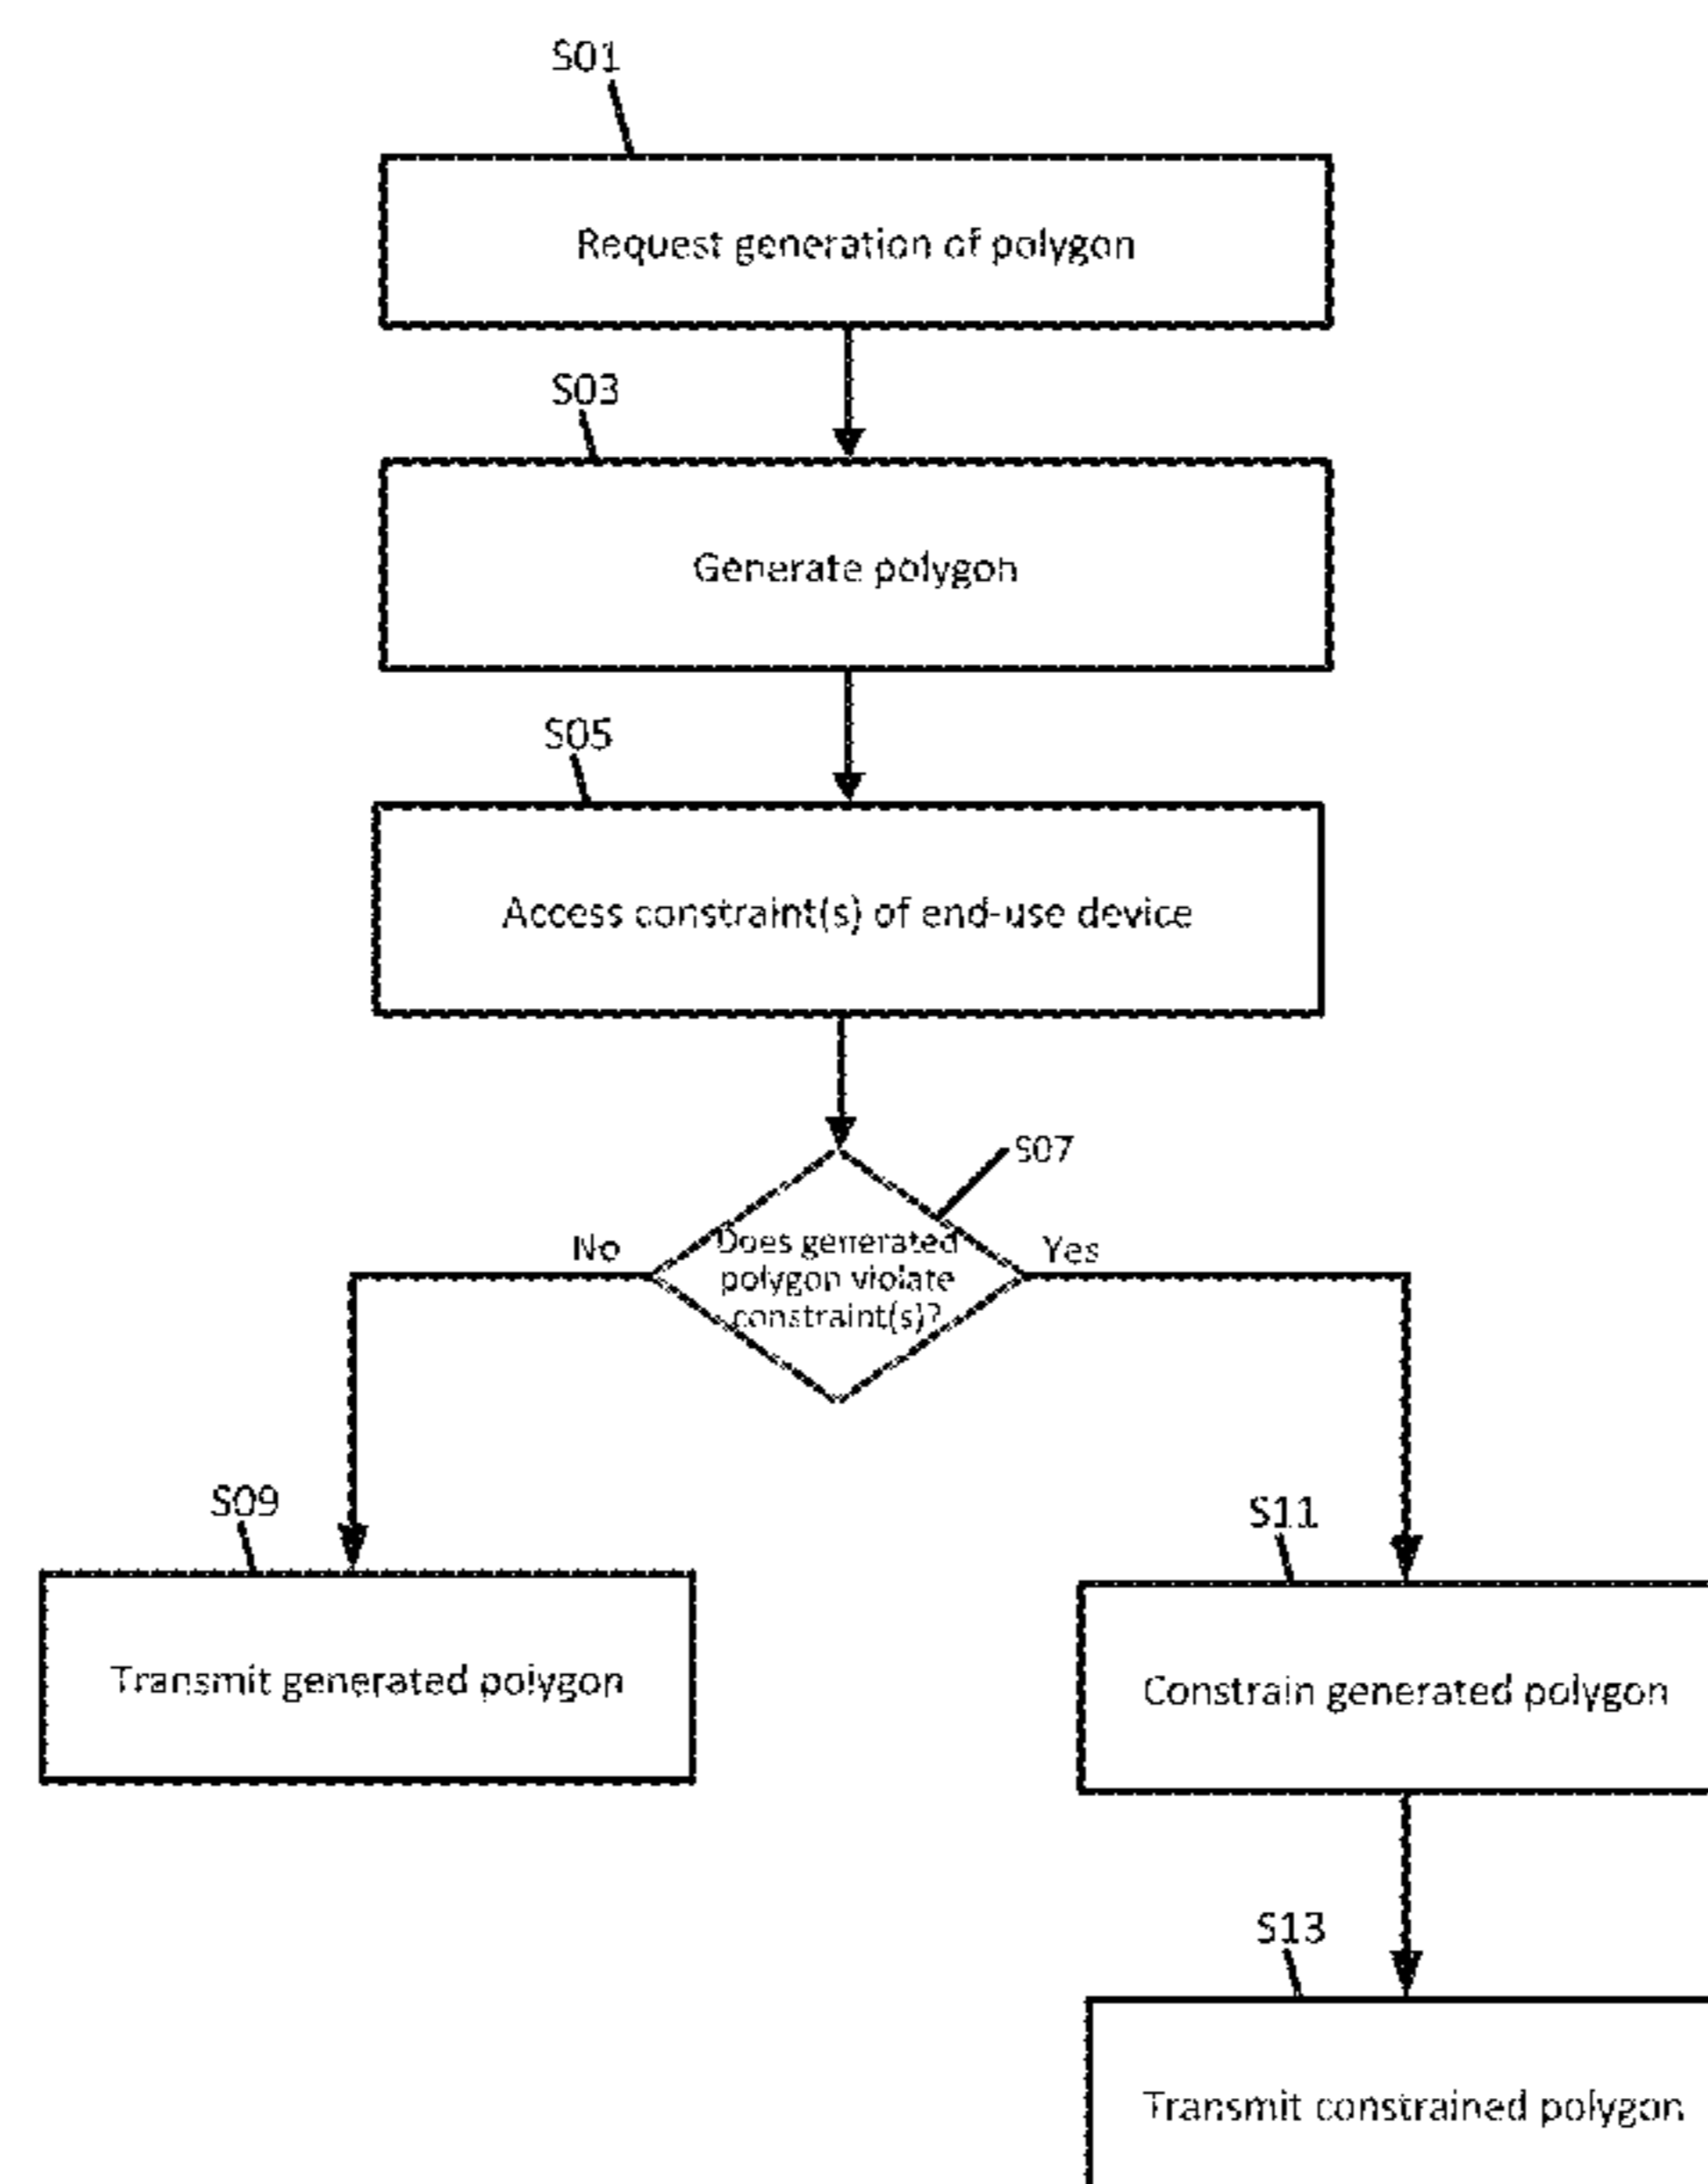 S01
Request generation of polygon
S03
Generate polygon
S05
Access constraint(s) of end-use device
S07
No
Does generated
polygon violate
constraint(s)?
Yes
S09
Transmit generated polygon
S11
Constrain generated polygon
S13
Transmit constrained polygon